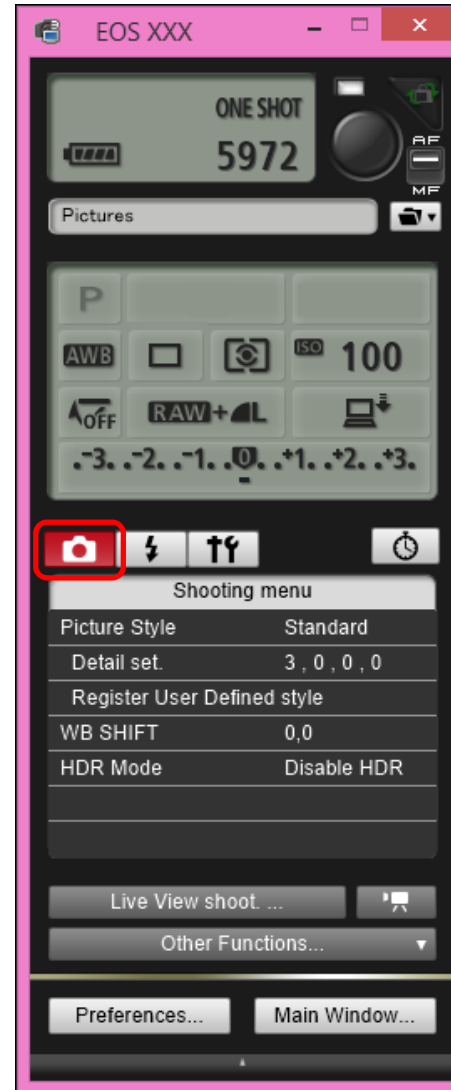 EOS XXX
ONE SHOT
5972
AF
MF
Pictures
P
AWB
ISO 100
OFF RAW+L
.-3. .-2. .-1. .0. .+1. .+2. .+3.
Shooting menu
Picture Style Standard
Detail set. 3 , 0 , 0 , 0
Register User Defined style
WB SHIFT 0,0
HDR Mode Disable HDR
Live View shoot. ...
Other Functions...
Preferences... Main Window...